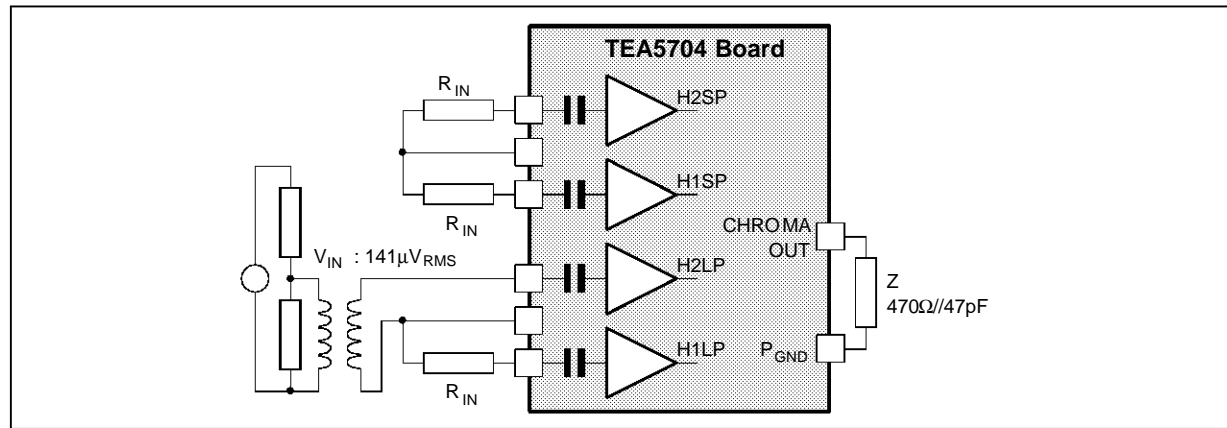 TEA5704 Board
R IN
H2SP
H1SP
R IN
CHROMA
OUT
V IN : 141μV RMS
H2LP
Z
470Ω//47pF
P GND
H1LP
R IN